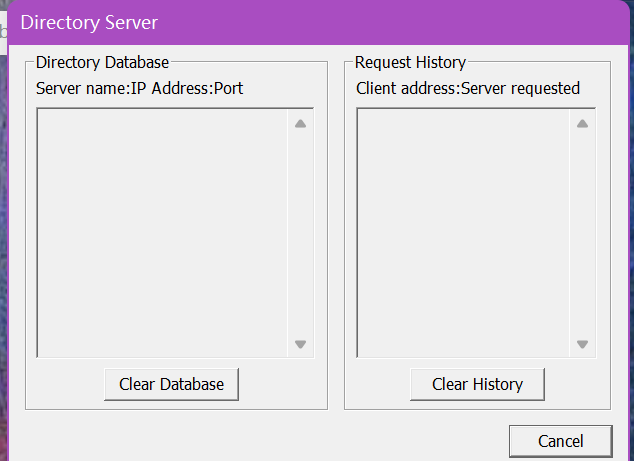 Directory Server
Directory Database
Server name:IP Address:Port
Clear Database
Request History
Client address:Server requested
Clear History
Cancel